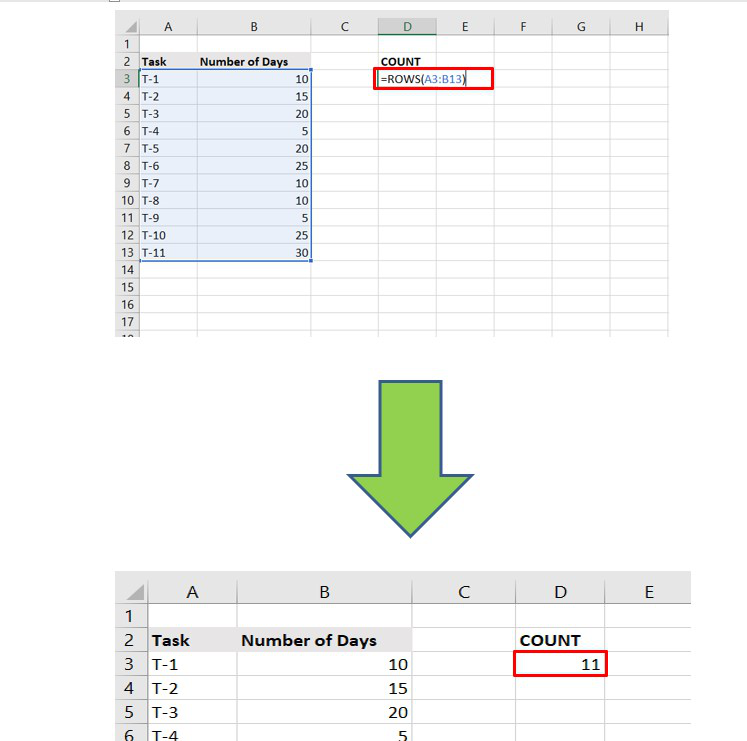 A B C D E F G H
1
2 Task Number of Days COUNT
3 T-1 10 =ROWS(A3:B13)
4 T-2 15
5 T-3 20
6 T-4 5
7 T-5 20
8 T-6 25
9 T-7 10
10 T-8 10
11 T-9 5
12 T-10 25
13 T-11 30
14
15
16
17
A B C D E
1
2 Task Number of Days COUNT
3 T-1 10 11
4 T-2 15
5 T-3 20
6 T-4 5